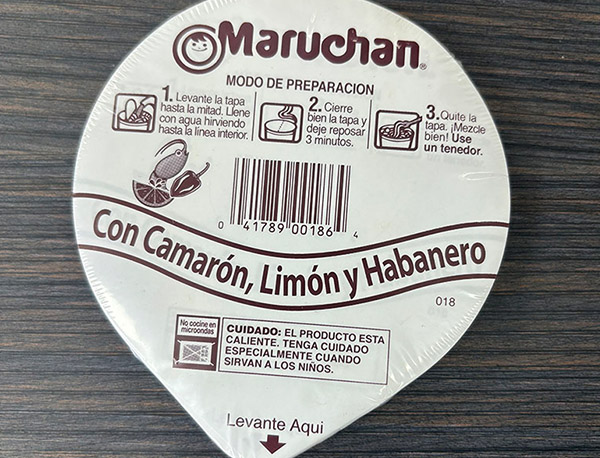 Maruchan®
MODO DE PREPARACION
1. Levante la tapa
hasta la mitad. Llene
con agua hirviendo
hasta la línea interior.
2. Cierre
bien la tapa y
deje reposar
3 minutos.
3. Quite la
tapa. ¡Mezcle
bien! Use
un tenedor.
0 41789 00186 4
Con Camarón, Limón y Habanero
018
No cocine en
microondas
CUIDADO: EL PRODUCTO ESTA
CALIENTE. TENGA CUIDADO
ESPECIALMENTE CUANDO
SIRVAN A LOS NIÑOS.
Levante Aqui